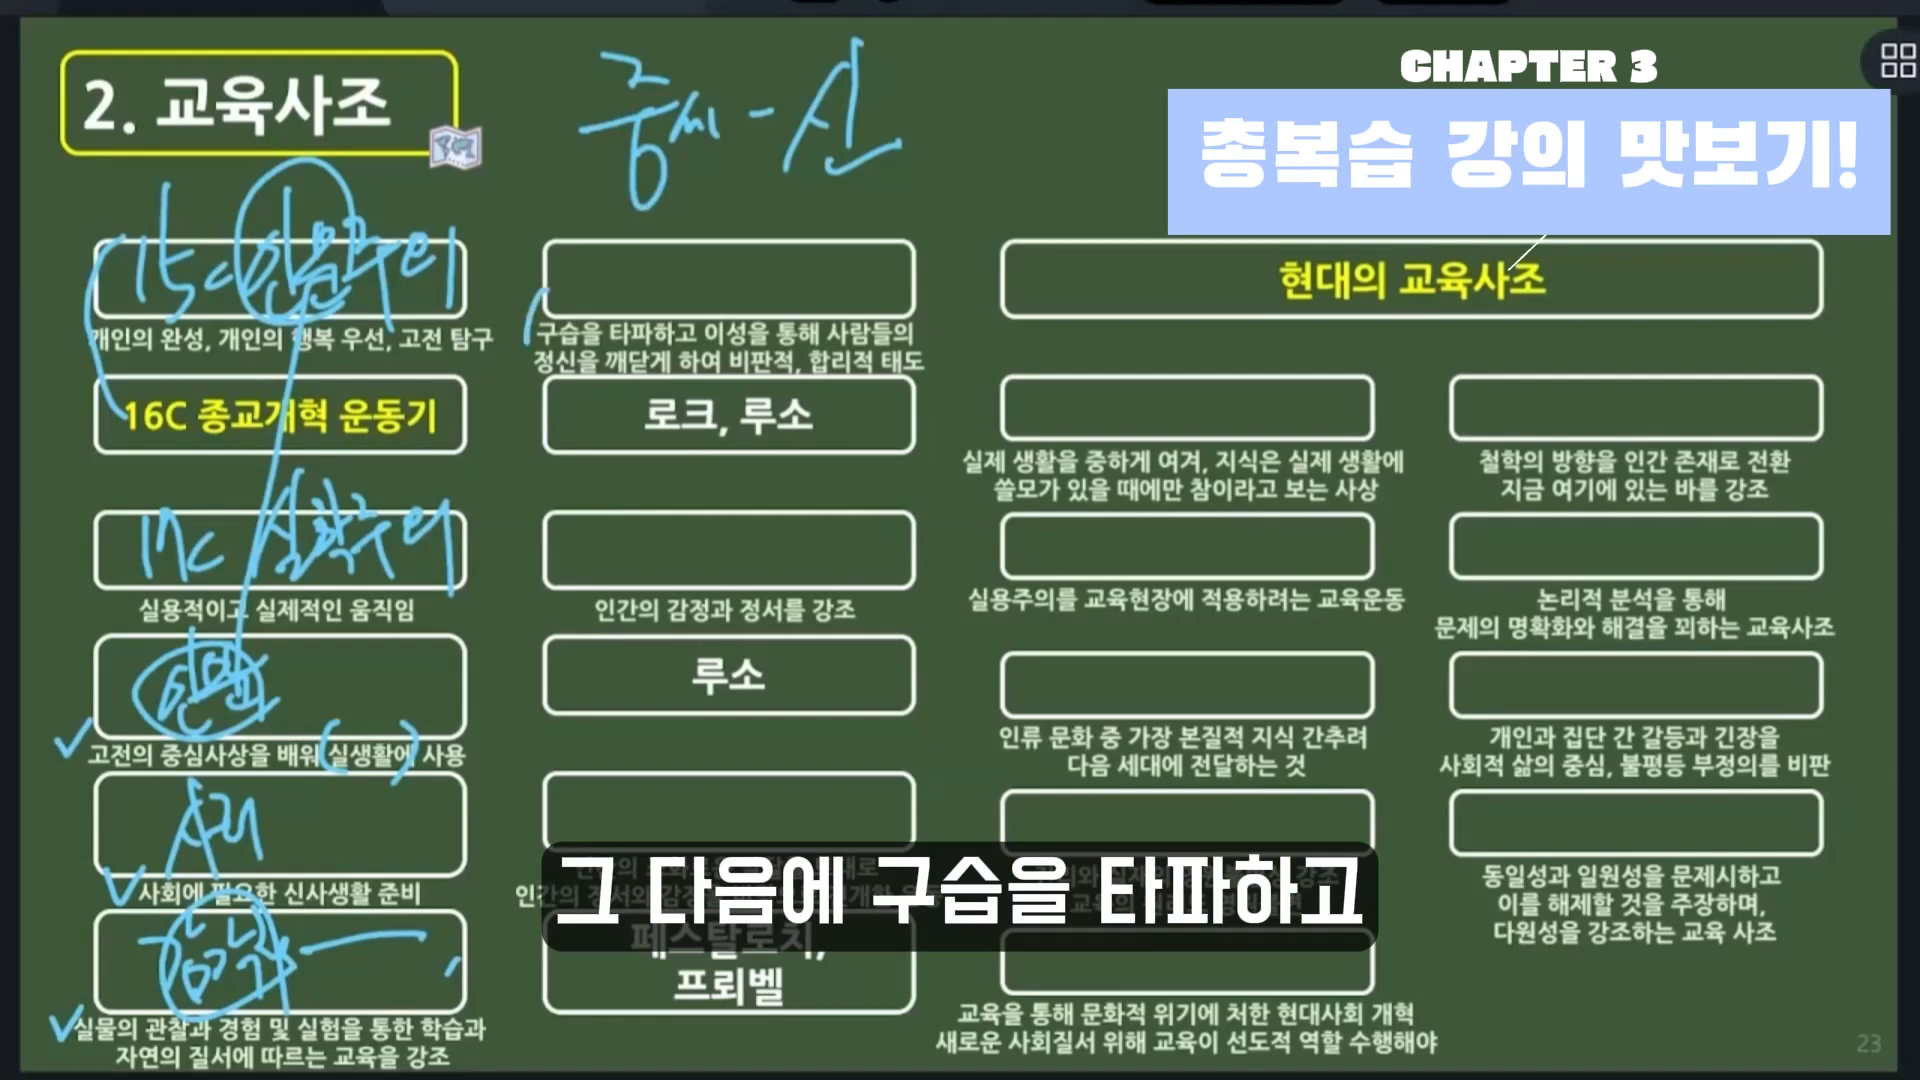 CHAPTER 3
총복습 강의 맛보기!
2. 교육사조
15C 인문주의
개인의 완성, 개인의 행복 우선, 고전 탐구
16C 종교개혁 운동기
17C 실학주의
실용적이고 실제적인 움직임
인문
고전의 중심사상을 배워 (실생활에) 사용
사회에 필요한 신사생활 준비
감각
실물의 관찰과 경험 및 실험을 통한 학습과
자연의 질서에 따르는 교육을 강조
구습을 타파하고 이성을 통해 사람들의
정신을 깨닫게 하여 비판적, 합리적 태도
로크, 루소
인간의 감정과 정서를 강조
루소
그 다음에 구습을 타파하고
페스탈로치,
프뢰벨
현대의 교육사조
실제 생활을 중하게 여겨, 지식은 실제 생활에
쓸모가 있을 때에만 참이라고 보는 사상
실용주의를 교육현장에 적용하려는 교육운동
인류 문화 중 가장 본질적 지식 간추려
다음 세대에 전달하는 것
교육을 통해 문화적 위기에 처한 현대사회 개혁
새로운 사회질서 위해 교육이 선도적 역할 수행해야
철학의 방향을 인간 존재로 전환
지금 여기에 있는 바를 강조
논리적 분석을 통해
문제의 명확화와 해결을 꾀하는 교육사조
개인과 집단 간 갈등과 긴장을
사회적 삶의 중심, 불평등 부정의를 비판
동일성과 일원성을 문제시하고
이를 해제할 것을 주장하며,
다원성을 강조하는 교육 사조
23